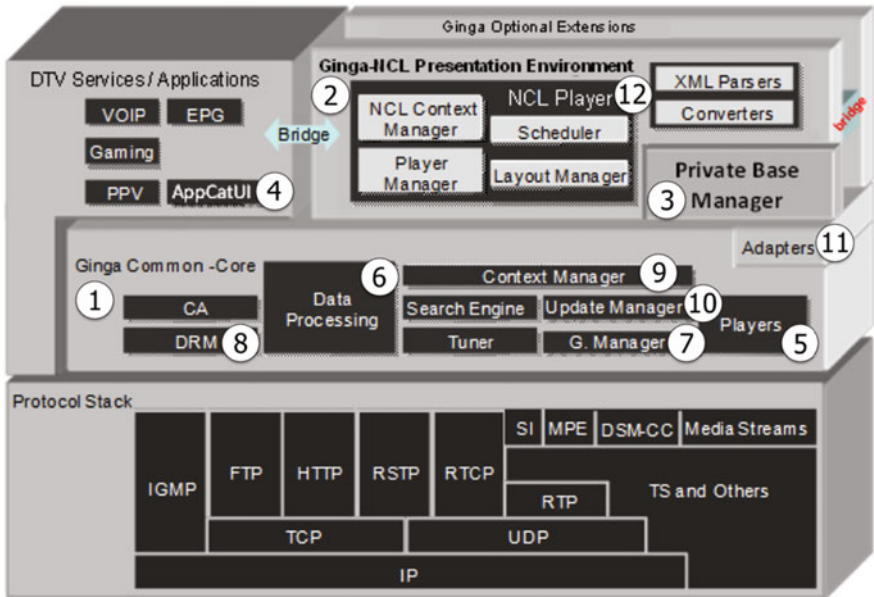 Ginga Optional Extensions
DTV Services / Applications
VOIP
EPG
Gaming
PPV
AppCatUI
4
Bridge
Ginga-NCL Presentation Environment
2
NCL Player
12
NCL Context
Manager
Scheduler
Player
Manager
Layout Manager
XML Parsers
Converters
bridge
Private Base
Manager
3
Adapters
11
Ginga Common -Core
1
CA
DRM
8
Data
Processing
6
Context Manager
9
Search Engine
Update Manager
10
Tuner
G. Manager
7
Players
5
Protocol Stack
IGMP
FTP
HTTP
RSTP
RTCP
SI
MPE
DSM-CC
Media Streams
RTP
TS and Others
TCP
UDP
IP